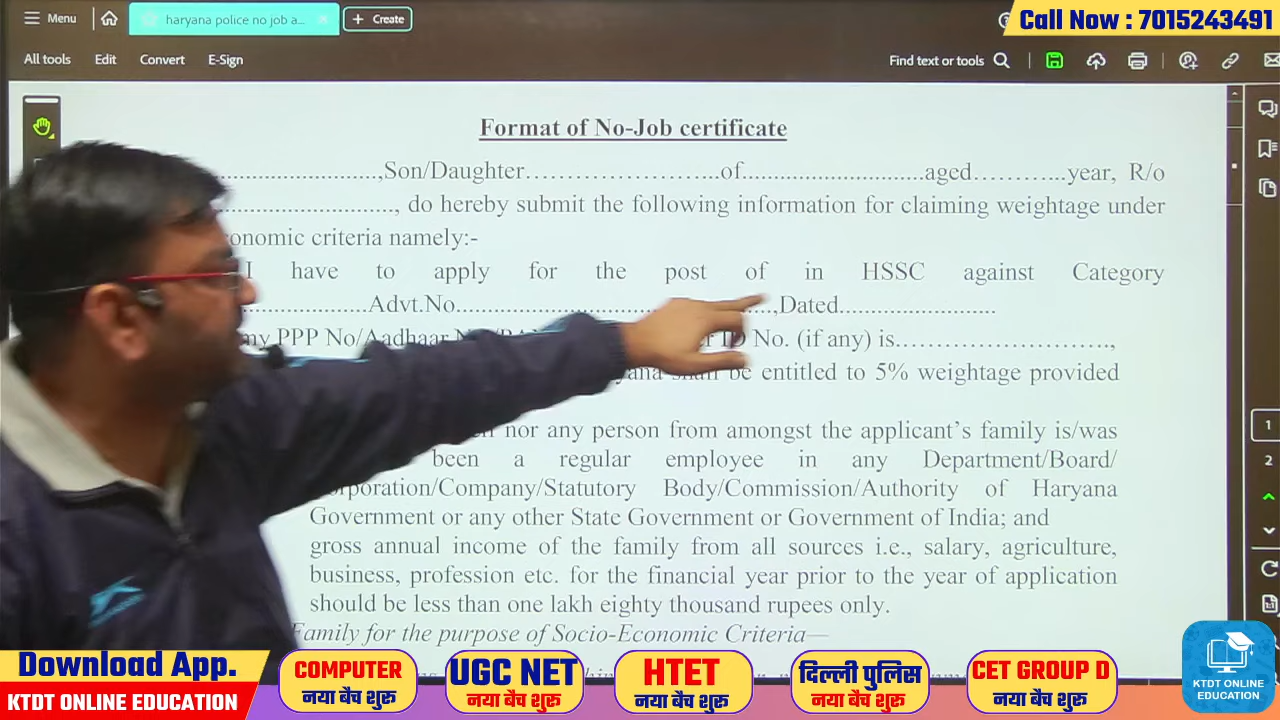 Menu
haryana police no job a...
Create
Call Now : 7015243491
All tools
Edit
Convert
E-Sign
Find text or tools
Format of No-Job certificate
............................,Son/Daughter…………………...of.............................aged………...year, R/o
............................., do hereby submit the following information for claiming weightage under
economic criteria namely:-
I have to apply for the post of in HSSC against Category
.....................Advt.No......................................................,Dated.........................
my PPP No/Aadhaar ID No. (if any) is…………………….,
shall be entitled to 5% weightage provided
nor any person from amongst the applicant’s family is/was
been a regular employee in any Department/Board/
Corporation/Company/Statutory Body/Commission/Authority of Haryana
Government or any other State Government or Government of India; and
gross annual income of the family from all sources i.e., salary, agriculture,
business, profession etc. for the financial year prior to the year of application
should be less than one lakh eighty thousand rupees only.
Family for the purpose of Socio-Economic Criteria—
1
2
Download App.
KTDT ONLINE EDUCATION
COMPUTER
नया बैच शुरू
UGC NET
नया बैच शुरू
HTET
नया बैच शुरू
दिल्ली पुलिस
नया बैच शुरू
CET GROUP D
नया बैच शुरू
KTDT ONLINE
EDUCATION